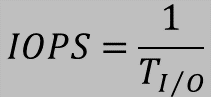 IOPS = 1 / T_{I/O}